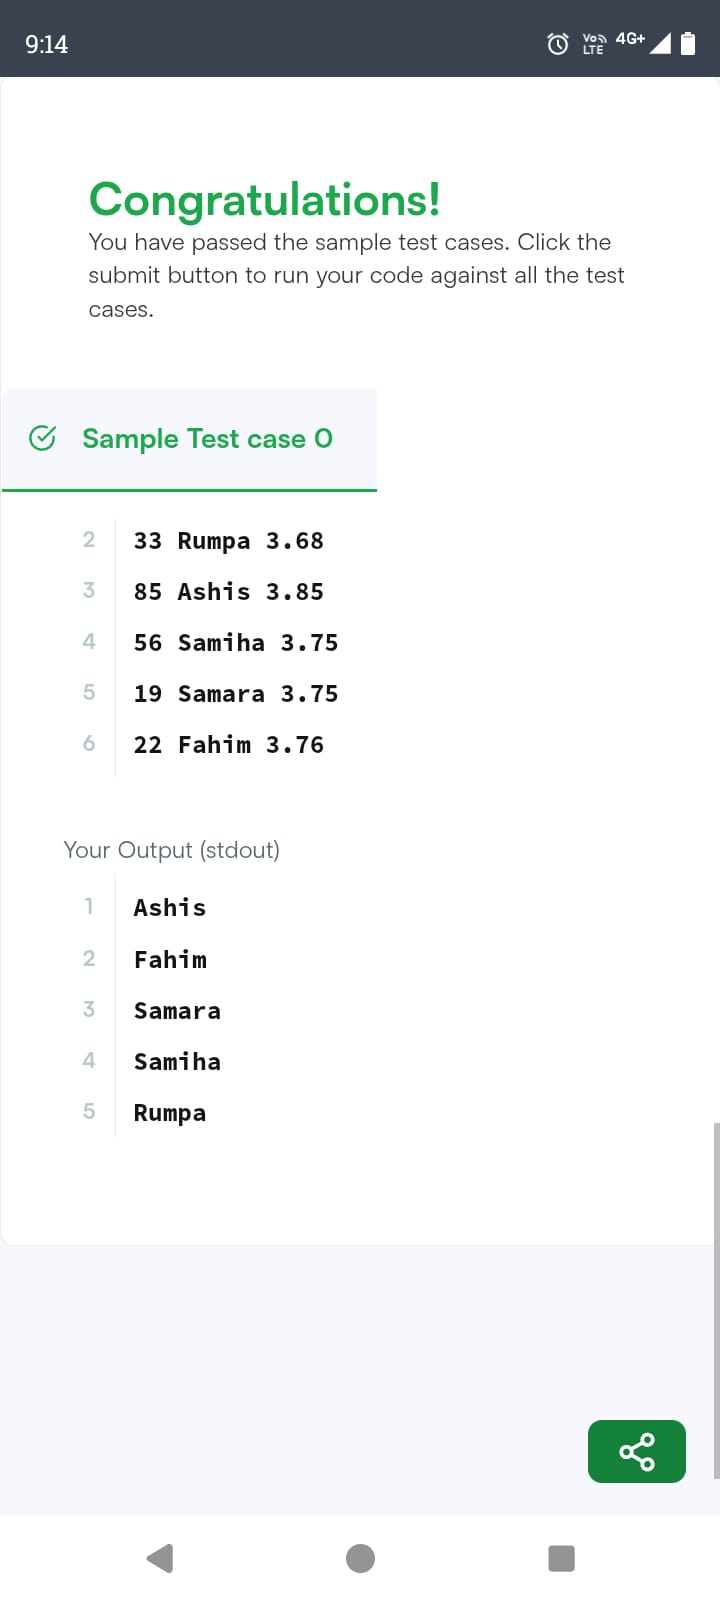 9:14
Vo LTE 4G+
Congratulations!
You have passed the sample test cases. Click the
submit button to run your code against all the test
cases.
Sample Test case 0
2 33 Rumpa 3.68
3 85 Ashis 3.85
4 56 Samiha 3.75
5 19 Samara 3.75
6 22 Fahim 3.76
Your Output (stdout)
1 Ashis
2 Fahim
3 Samara
4 Samiha
5 Rumpa